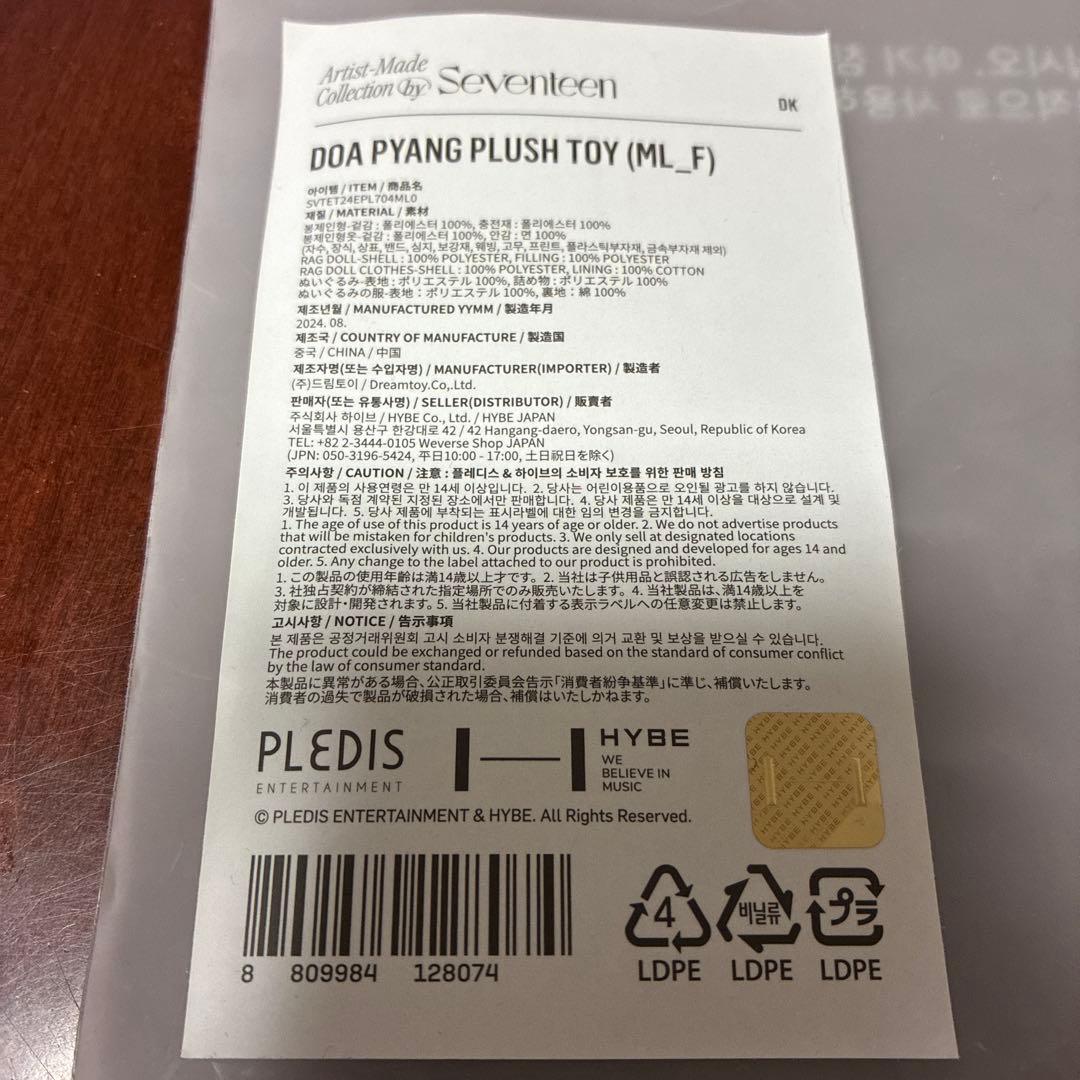 Artist-Made
Collection by Seventeen
DK
DOA PYANG PLUSH TOY (ML_F)
아이템 / ITEM / 商品名
SVTET24EPL704ML0
재질 / MATERIAL / 素材
봉제인형-겉감 : 폴리에스터 100%, 충전재 : 폴리에스터 100%
봉제인형옷-겉감 : 폴리에스터 100%, 안감 : 면 100%
(자수, 장식, 상표, 밴드, 심지, 보강재, 웨빙, 고무, 프린트, 플라스틱부자재, 금속부자재 제외)
RAG DOLL-SHELL : 100% POLYESTER, FILLING : 100% POLYESTER
RAG DOLL CLOTHES-SHELL : 100% POLYESTER, LINING : 100% COTTON
ぬいぐるみ-表地 : ポリエステル 100%, 詰め物 : ポリエステル 100%
ぬいぐるみの服-表地 : ポリエステル 100%, 裏地 : 綿 100%
제조년월 / MANUFACTURED YYMM / 製造年月
2024. 08.
제조국 / COUNTRY OF MANUFACTURE / 製造国
중국 / CHINA / 中国
제조자명(또는 수입자명) / MANUFACTURER(IMPORTER) / 製造者
(주)드림토이 / Dreamtoy.Co,.Ltd.
판매자(또는 유통사명) / SELLER(DISTRIBUTOR) / 販賣者
주식회사 하이브 / HYBE Co., Ltd. / HYBE JAPAN
서울특별시 용산구 한강대로 42 / 42 Hangang-daero, Yongsan-gu, Seoul, Republic of Korea
TEL: +82 2-3444-0105 Weverse Shop JAPAN
(JPN: 050-3196-5424, 平日10:00 - 17:00, 土日祝日を除く)
주의사항 / CAUTION / 注意 : 플레디스 & 하이브의 소비자 보호를 위한 판매 방침
1. 이 제품의 사용연령은 만 14세 이상입니다. 2. 당사는 어린이용품으로 오인될 광고를 하지 않습니다.
3. 당사와 독점 계약된 지정된 장소에서만 판매합니다. 4. 당사 제품은 만 14세 이상을 대상으로 설계 및
개발됩니다. 5. 당사 제품에 부착되는 표시라벨에 대한 임의 변경을 금지합니다.
1. The age of use of this product is 14 years of age or older. 2. We do not advertise products
that will be mistaken for children's products. 3. We only sell at designated locations
contracted exclusively with us. 4. Our products are designed and developed for ages 14 and
older. 5. Any change to the label attached to our product is prohibited.
1. この製品の使用年齢は満14歳以上才です。2. 当社は子供用品と誤認される広告をしません。
3. 社独占契約が締結された指定場所でのみ販売いたします。4. 当社製品は、満14歳以上を
対象に設計・開発されます。5. 当社製品に付着する表示ラベルへの任意変更は禁止します。
고시사항 / NOTICE / 告示事項
본 제품은 공정거래위원회 고시 소비자 분쟁해결 기준에 의거 교환 및 보상을 받으실 수 있습니다.
The product could be exchanged or refunded based on the standard of consumer conflict
by the law of consumer standard.
本製品に異常がある場合、公正取引委員会告示「消費者紛争基準」に準じ、補償いたします。
消費者の過失で製品が破損された場合、補償はいたしかねます。
PLEDIS
ENTERTAINMENT
HYBE
WE
BELIEVE IN
MUSIC
© PLEDIS ENTERTAINMENT & HYBE. All Rights Reserved.
8 809984 128074
4
비닐류
プラ
LDPE
LDPE
LDPE